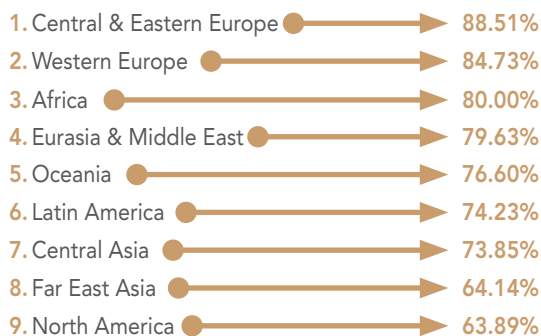 1. Central & Eastern Europe 88.51%
2. Western Europe 84.73%
3. Africa 80.00%
4. Eurasia & Middle East 79.63%
5. Oceania 76.60%
6. Latin America 74.23%
7. Central Asia 73.85%
8. Far East Asia 64.14%
9. North America 63.89%